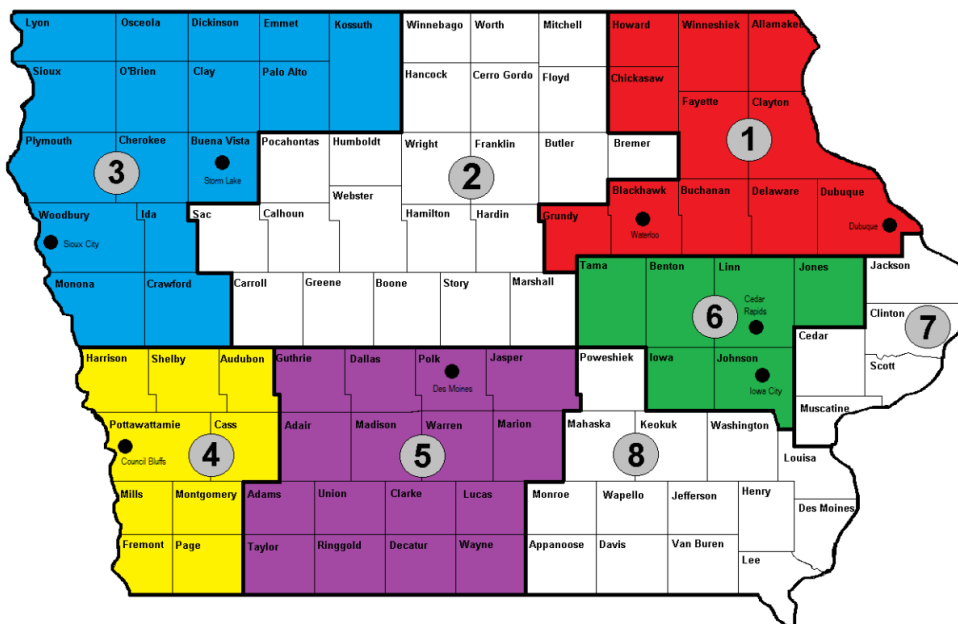 Lyon Osceola Dickinson Emmet Kossuth Winnebago Worth Mitchell Howard Winneshiek Allamakee
Sioux O'Brien Clay Palo Alto Hancock Cerro Gordo Floyd Chickasaw
Fayette Clayton
Plymouth Cherokee Buena Vista Pocahontas Humboldt Wright Franklin Butler Bremer
1
3 Storm Lake 2
Webster Blackhawk Buchanan Delaware Dubuque
Woodbury Ida Sac Calhoun Hamilton Hardin Grundy
Sioux City Waterloo Dubuque
Tama Benton Linn Jones Jackson
Monona Crawford Carroll Greene Boone Story Marshall
6 Cedar
Rapids
Clinton
7
Cedar
Harrison Shelby Audubon Guthrie Dallas Polk Jasper Poweshiek Iowa Johnson
Scott
Des Moines Iowa City
Muscatine
Pottawattamie Cass Adair Madison Warren Marion Mahaska Keokuk Washington
Council Bluffs 4 5 8
Louisa
Mills Montgomery Adams Union Clarke Lucas Monroe Wapello Jefferson Henry
Des Moines
Fremont Page Taylor Ringgold Decatur Wayne Appanoose Davis Van Buren
Lee